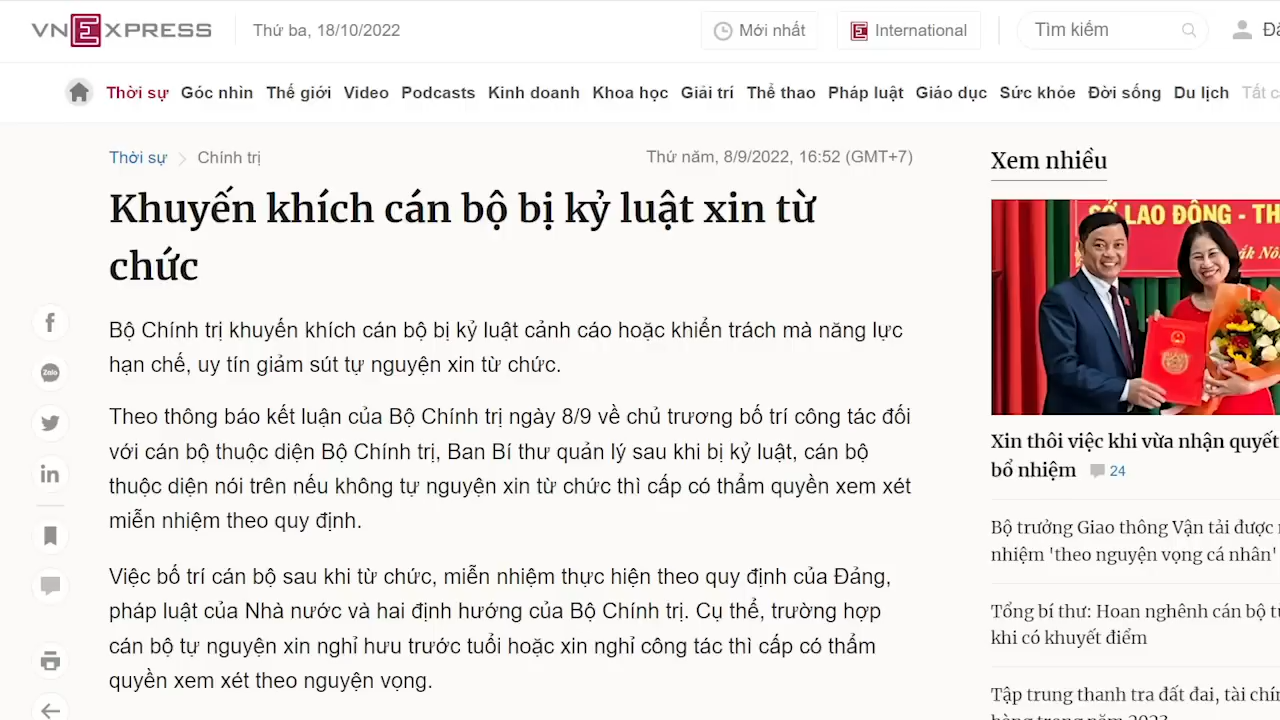 VNEXPRESS
Thứ ba, 18/10/2022
Mới nhất
International
Tìm kiếm
Thời sự Góc nhìn Thế giới Video Podcasts Kinh doanh Khoa học Giải trí Thể thao Pháp luật Giáo dục Sức khỏe Đời sống Du lịch Tất
Thời sự > Chính trị
Thứ năm, 8/9/2022, 16:52 (GMT+7)
Khuyến khích cán bộ bị kỷ luật xin từ
chức
Bộ Chính trị khuyến khích cán bộ bị kỷ luật cảnh cáo hoặc khiển trách mà năng lực
hạn chế, uy tín giảm sút tự nguyện xin từ chức.
Theo thông báo kết luận của Bộ Chính trị ngày 8/9 về chủ trương bố trí công tác đối
với cán bộ thuộc diện Bộ Chính trị, Ban Bí thư quản lý sau khi bị kỷ luật, cán bộ
thuộc diện nói trên nếu không tự nguyện xin từ chức thì cấp có thẩm quyền xem xét
miễn nhiệm theo quy định.
Việc bố trí cán bộ sau khi từ chức, miễn nhiệm thực hiện theo quy định của Đảng,
pháp luật của Nhà nước và hai định hướng của Bộ Chính trị. Cụ thể, trường hợp
cán bộ tự nguyện xin nghỉ hưu trước tuổi hoặc xin nghỉ công tác thì cấp có thẩm
quyền xem xét theo nguyện vọng.
Zalo
Xem nhiều
SỞ LAO ĐỘNG - TH
Xin thôi việc khi vừa nhận quyết
bổ nhiệm 24
Bộ trưởng Giao thông Vận tải được
nhiệm 'theo nguyện vọng cá nhân'
Tổng bí thư: Hoan nghênh cán bộ
khi có khuyết điểm
Tập trung thanh tra đất đai, tài
hàng trong năm 2023